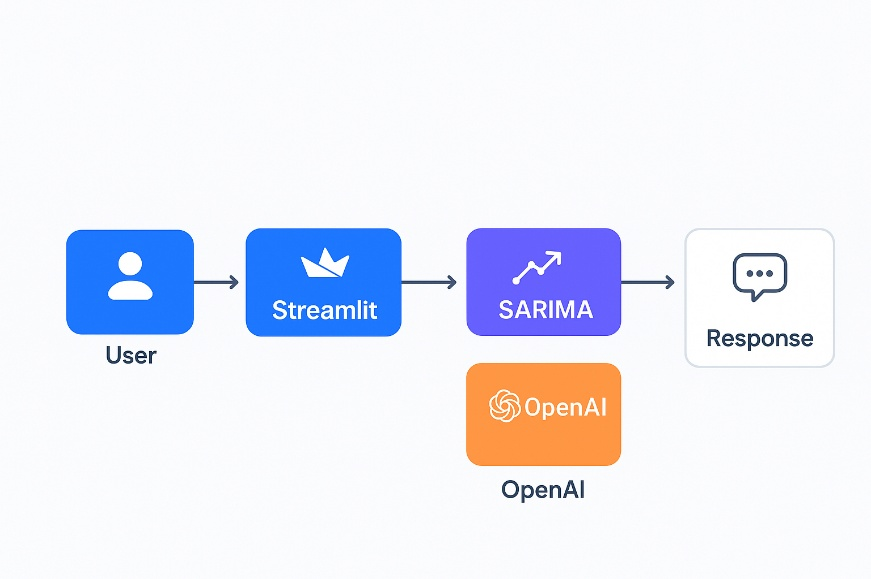 User
Streamlit
SARIMA
Response
OpenAI
OpenAI